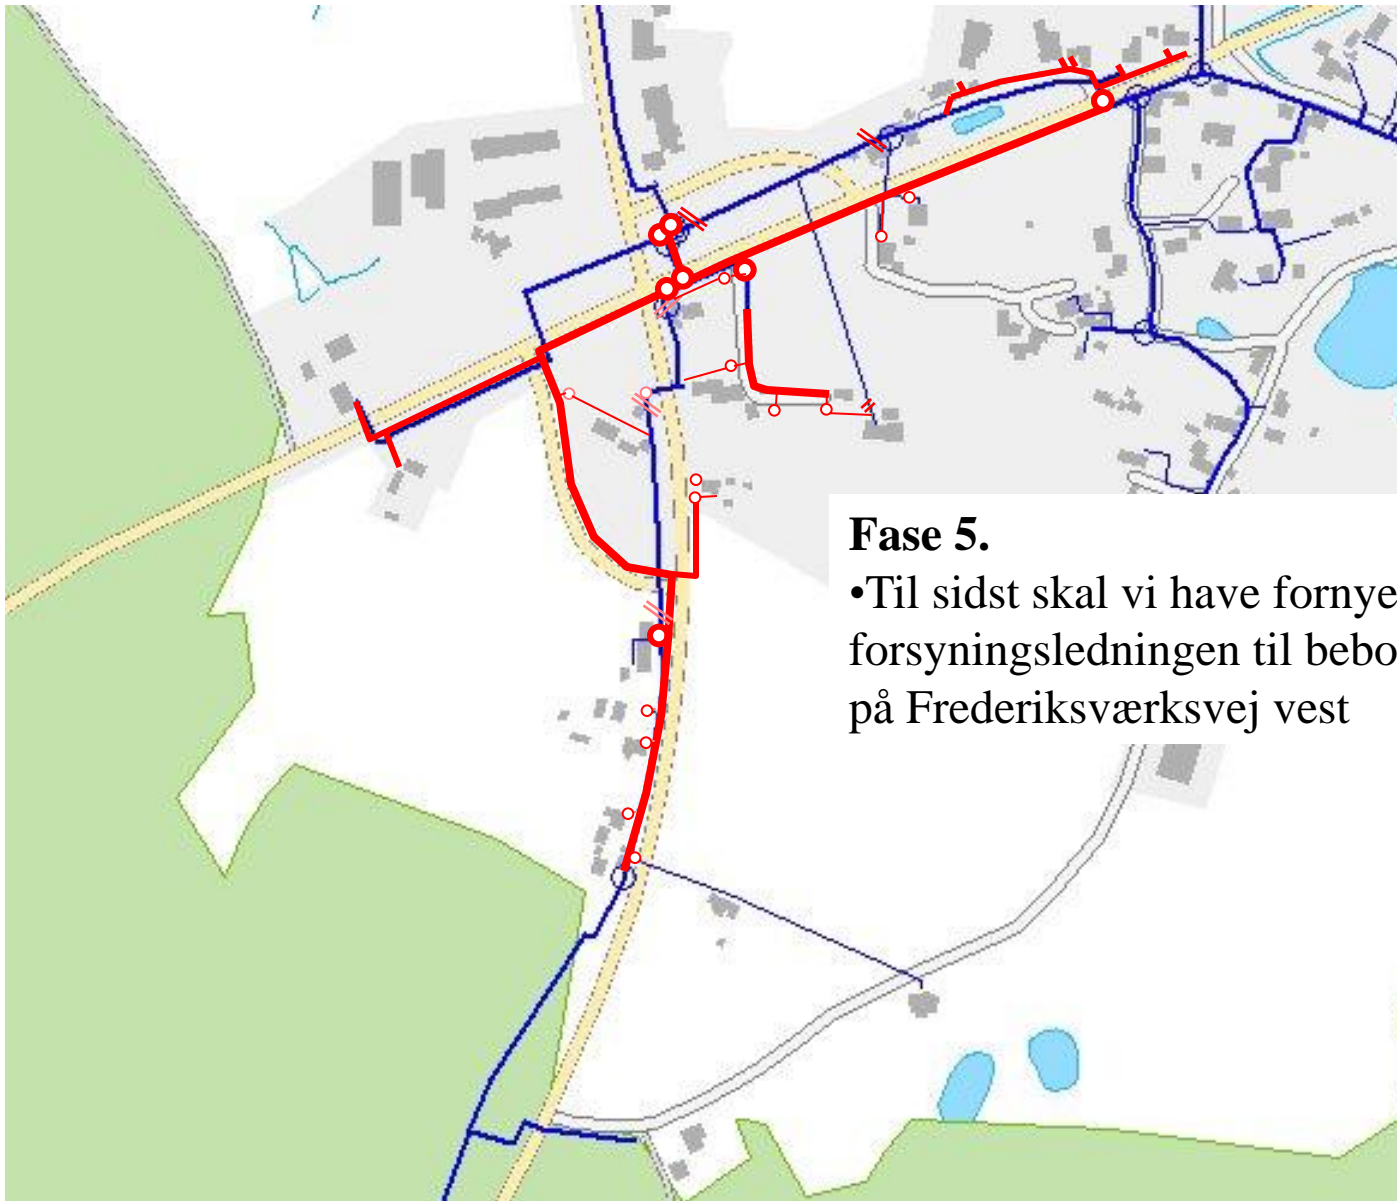 Fase 5.
•Til sidst skal vi have fornye
forsyningsledningen til bebo
på Frederiksværksvej vest